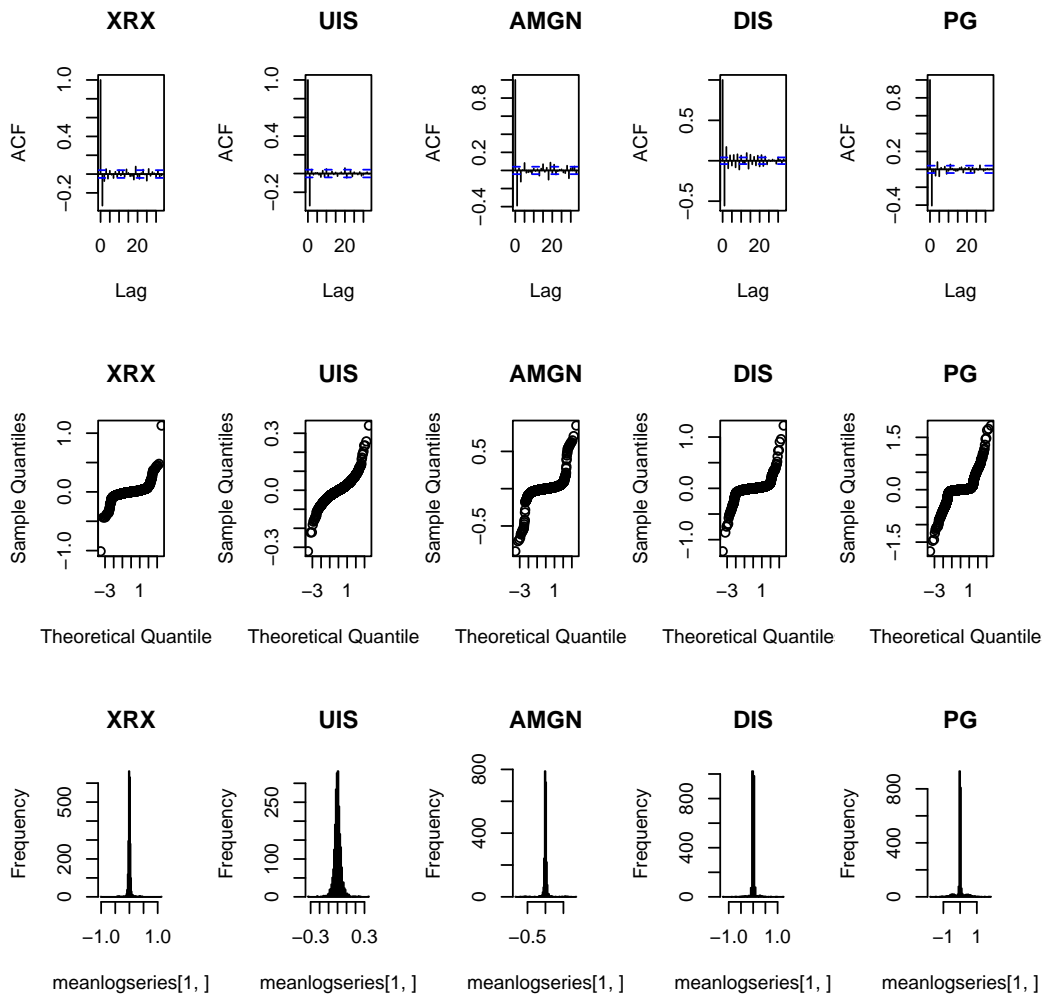 XRX UIS AMGN DIS PG
ACF ACF ACF ACF ACF
−0.2 0.4 1.0
−0.2 0.4 1.0
−0.4 0.2 0.8
−0.5 0.5
−0.4 0.2 0.8
0 20 0 20 0 20 0 20 0 20
Lag Lag Lag Lag Lag
XRX UIS AMGN DIS PG
Sample Quantiles Sample Quantiles Sample Quantiles Sample Quantiles Sample Quantiles
−1.0 0.0 1.0
−0.3 0.0 0.3
−0.5 0.5
−1.0 0.0 1.0
−1.5 0.0 1.5
−3 1 −3 1 −3 1 −3 1 −3 1
Theoretical Quantile Theoretical Quantile Theoretical Quantile Theoretical Quantile Theoretical Quantile
XRX UIS AMGN DIS PG
Frequency Frequency Frequency Frequency Frequency
0 200 500
0 100 250
0 400 800
0 400 800
0 400 800
−1.0 1.0 −0.3 0.3 −0.5 −1.0 1.0 −1 1
meanlogseries[1, ] meanlogseries[1, ] meanlogseries[1, ] meanlogseries[1, ] meanlogseries[1, ]